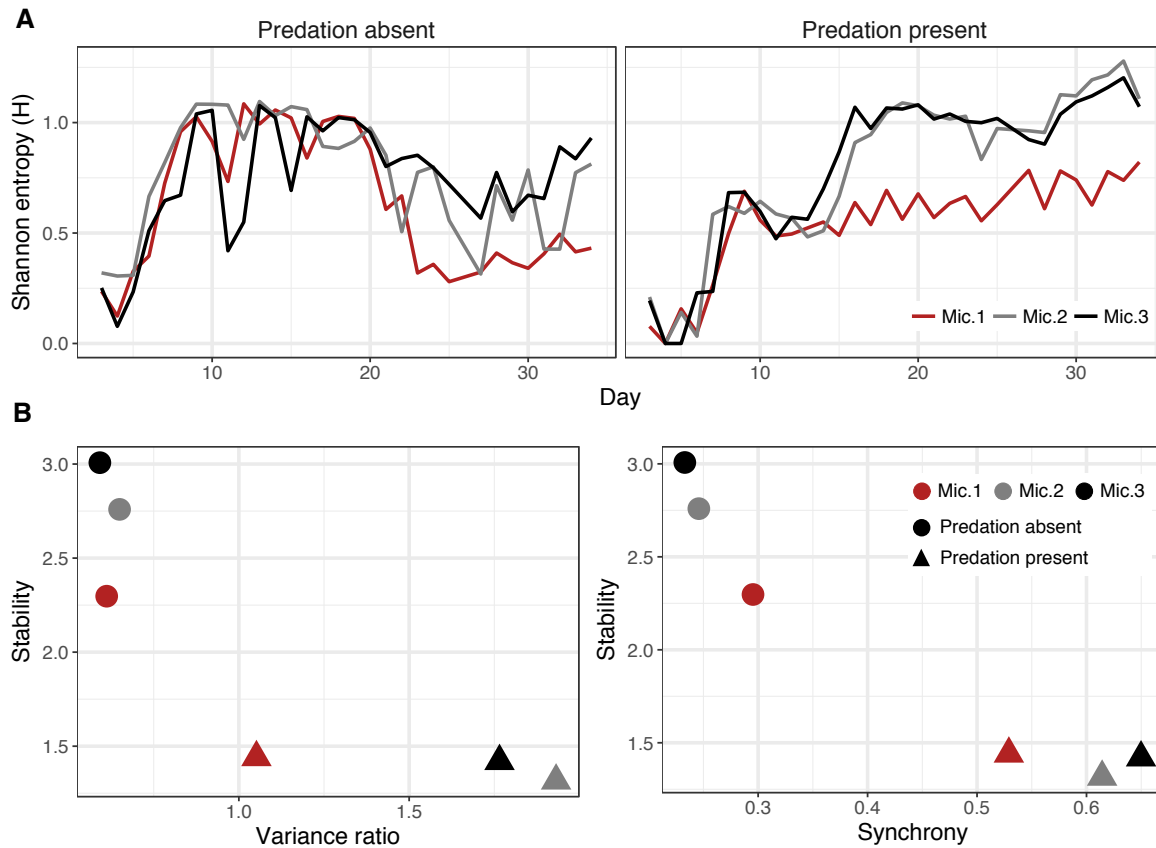 A
Predation absent
Predation present
Shannon entropy (H)
1.0
0.5
0.0
Mic.1 Mic.2 Mic.3
10 20 30
10 20 30
Day
B
Stability
3.0
2.5
2.0
1.5
1.0 1.5
Variance ratio
Stability
3.0
2.5
2.0
1.5
Mic.1 Mic.2 Mic.3
Predation absent
Predation present
0.3 0.4 0.5 0.6
Synchrony